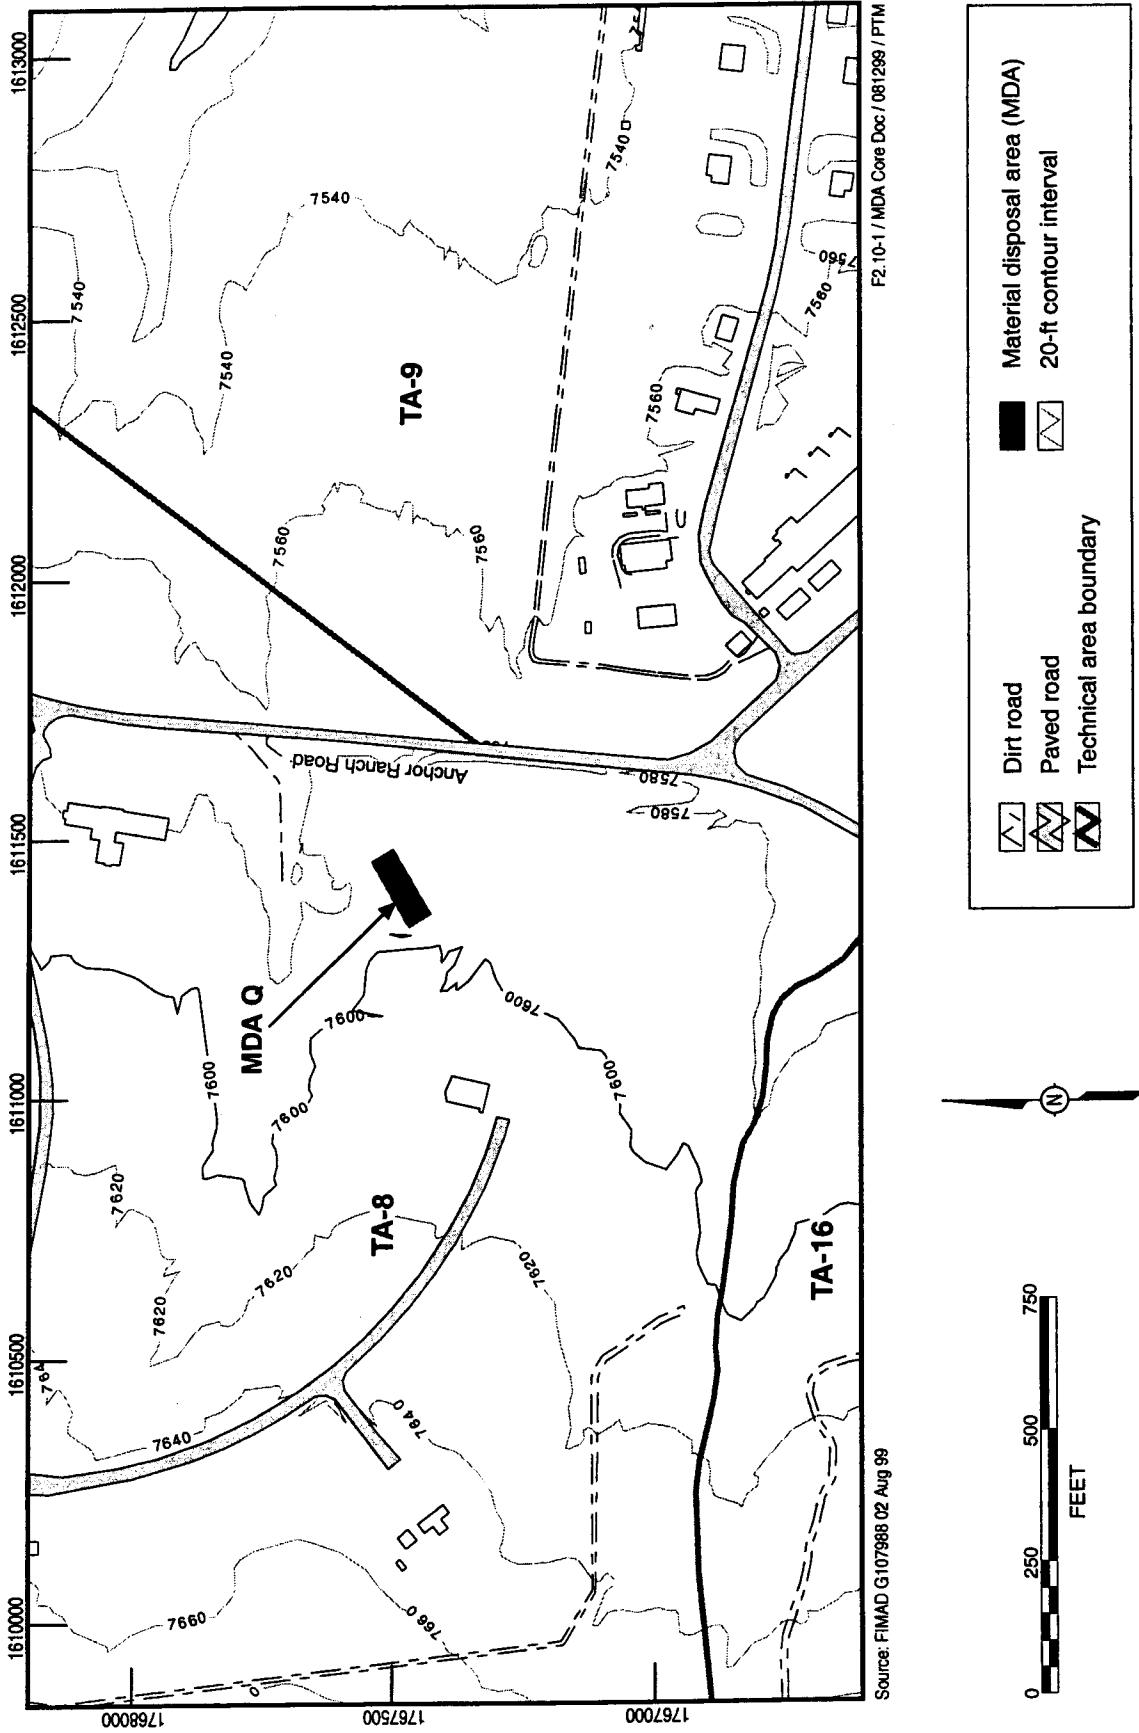 1610000
1610500
1611000
1611500
1612000
1612500
1613000
1768000
1767500
1767000
7540
7540
7540
7540
7560
7560
7560
7560
7560
7580
7580
7600
7600
7600
7600
7600
7620
7620
7620
7620
7640
7640
7660
7660
0
TA-9
TA-8
TA-16
MDA Q
Anchor Ranch Road
Source: FIMAD G107988 02 Aug 99
F2.10-1 / MDA Core Doc / 081299 / PTM
0
250
500
750
FEET
N
Dirt road
Paved road
Technical area boundary
Material disposal area (MDA)
20-ft contour interval